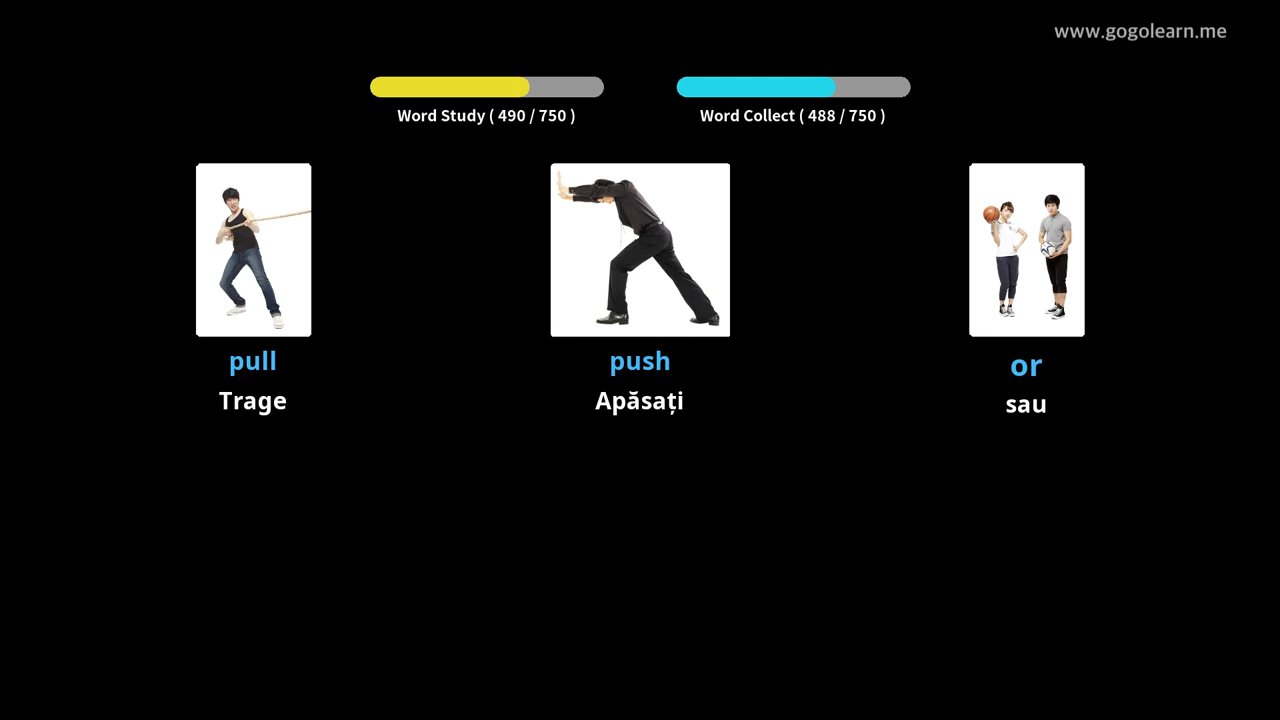 www.gogolearn.me
Word Study ( 490 / 750 )
Word Collect ( 488 / 750 )
pull
push
or
Trage
Apăsați
sau